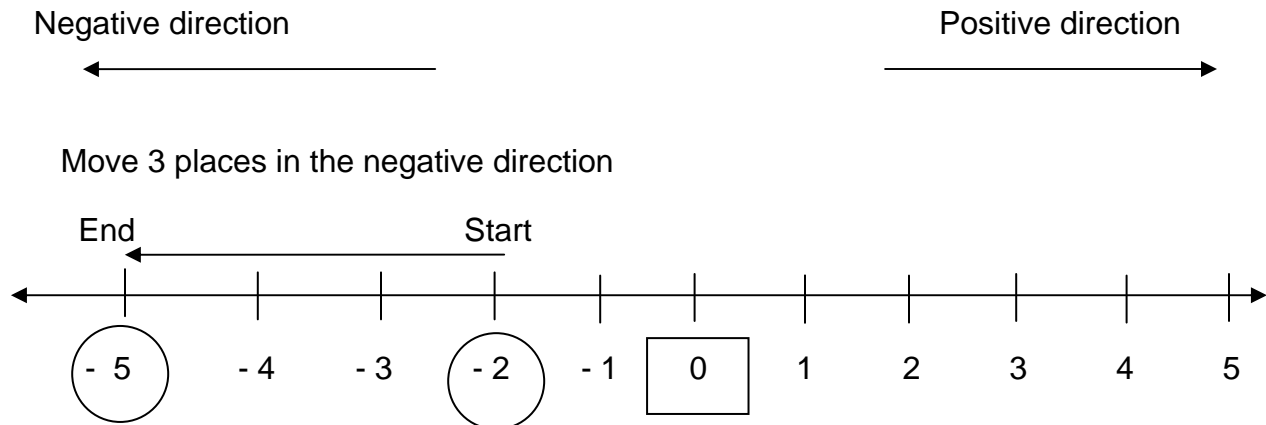 Negative direction Positive direction
Move 3 places in the negative direction
End Start
- 5 - 4 - 3 - 2 - 1 0 1 2 3 4 5